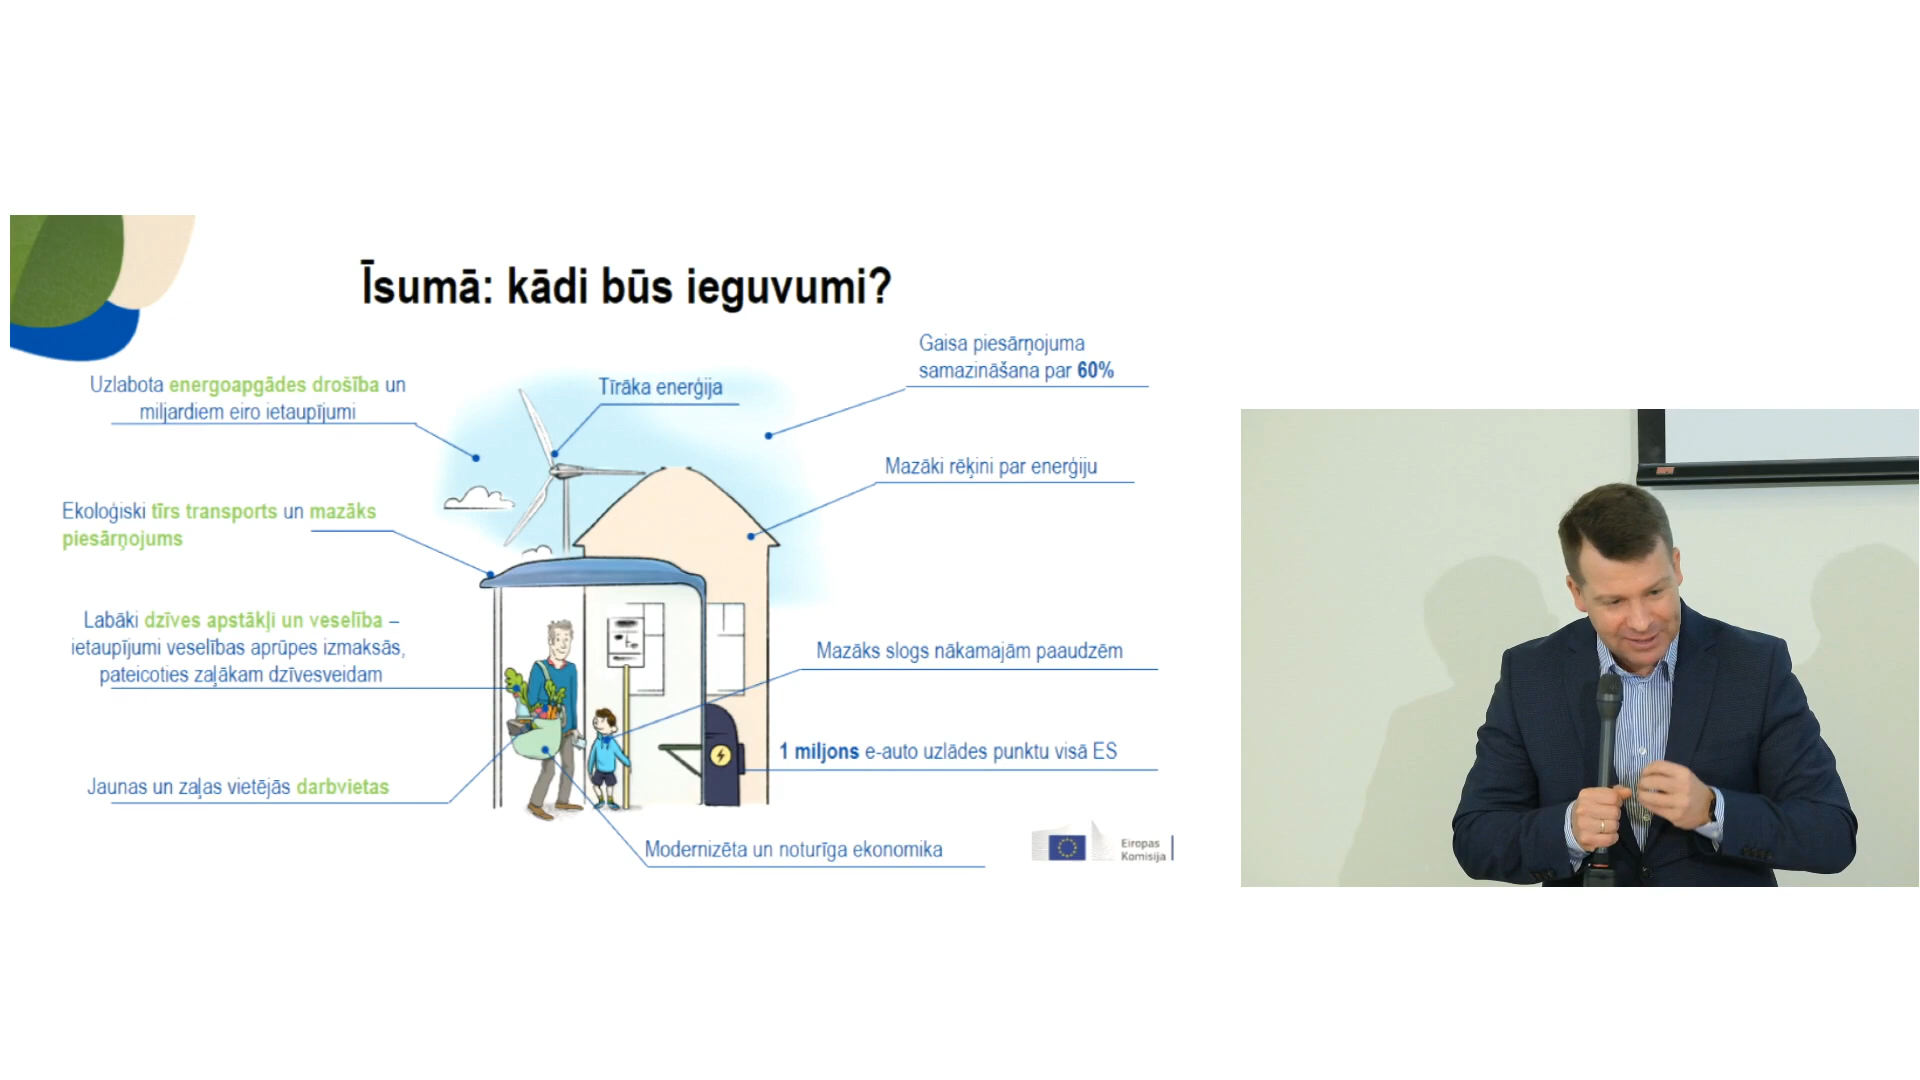 Īsumā: kādi būs ieguvumi?
Uzlabota energoapgādes drošība un
miljardiem eiro ietaupījumi
Tīrāka enerģija
Gaisa piesārņojuma
samazināšana par 60%
Mazāki rēķini par enerģiju
Ekoloģiski tīrs transports un mazāks
piesārņojums
Labāki dzīves apstākļi un veselība –
ietaupījumi veselības aprūpes izmaksās,
pateicoties zaļākam dzīvesveidam
Mazāks slogs nākamajām paaudzēm
1 miljons e-auto uzlādes punktu visā ES
Jaunas un zaļas vietējās darbvietas
Modernizēta un noturīga ekonomika
Eiropas
Komisija